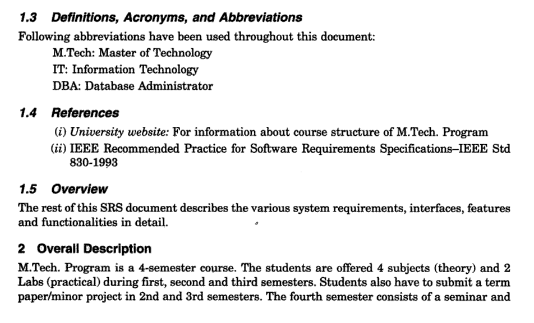 1.3 Definitions, Acronyms, and Abbreviations
Following abbreviations have been used throughout this document:
M.Tech: Master of Technology
IT: Information Technology
DBA: Database Administrator
1.4 References
(i) University website: For information about course structure of M.Tech. Program
(ii) IEEE Recommended Practice for Software Requirements Specifications–IEEE Std
830-1993
1.5 Overview
The rest of this SRS document describes the various system requirements, interfaces, features
and functionalities in detail.
2 Overall Description
M.Tech. Program is a 4-semester course. The students are offered 4 subjects (theory) and 2
Labs (practical) during first, second and third semesters. Students also have to submit a term
paper/minor project in 2nd and 3rd semesters. The fourth semester consists of a seminar and